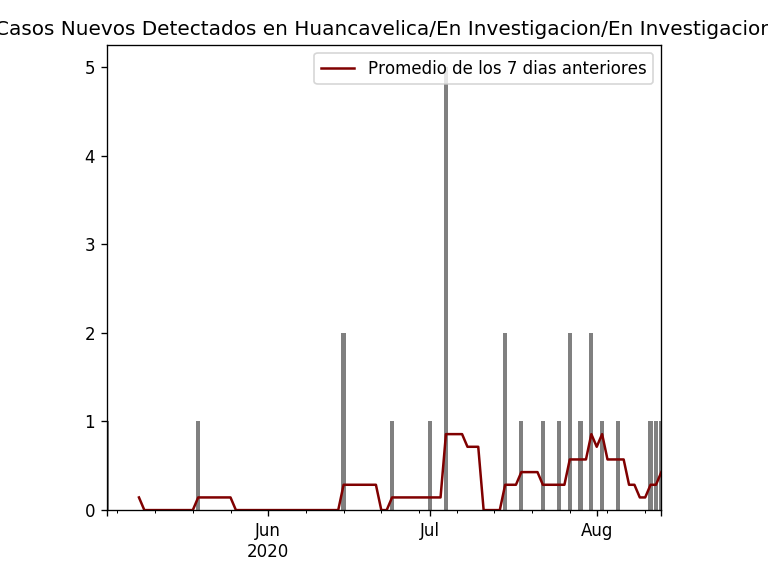 Casos Nuevos Detectados en Huancavelica/En Investigacion/En Investigacion
Promedio de los 7 dias anteriores
5
4
3
2
1
0
Jun
2020
Jul
Aug